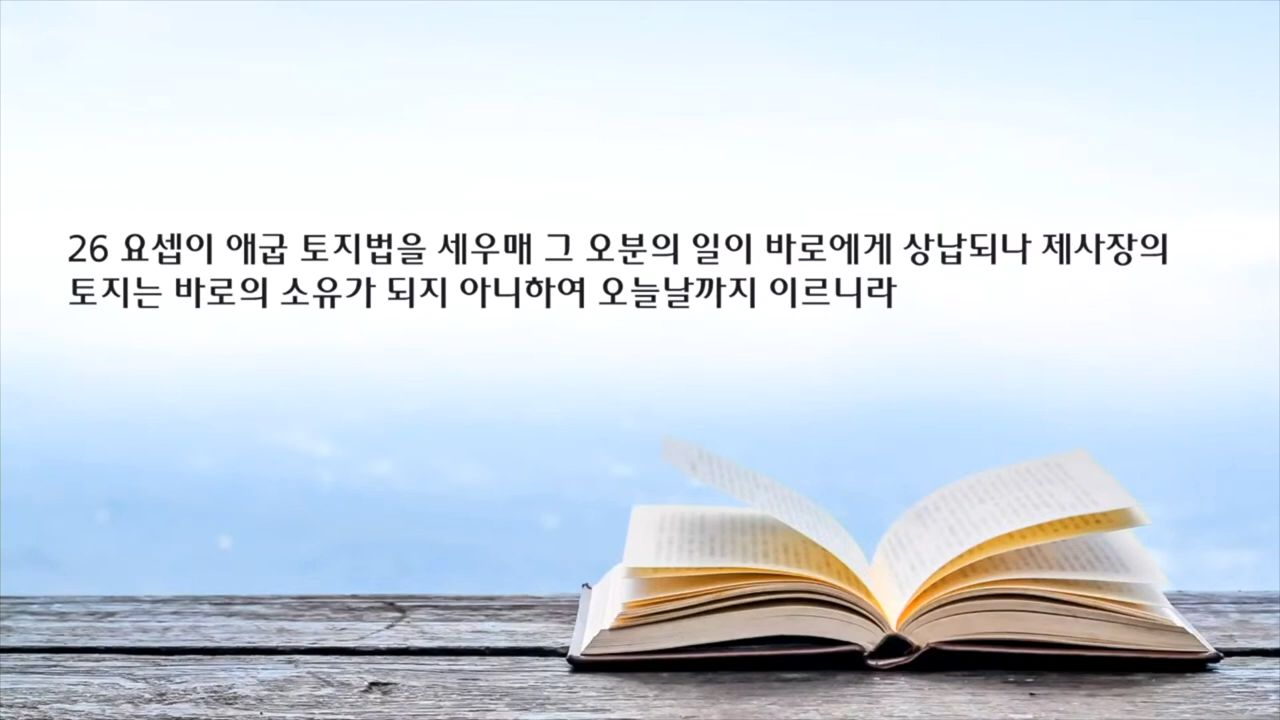 26 요셉이 애굽 토지법을 세우매 그 오분의 일이 바로에게 상납되나 제사장의
토지는 바로의 소유가 되지 아니하여 오늘날까지 이르니라